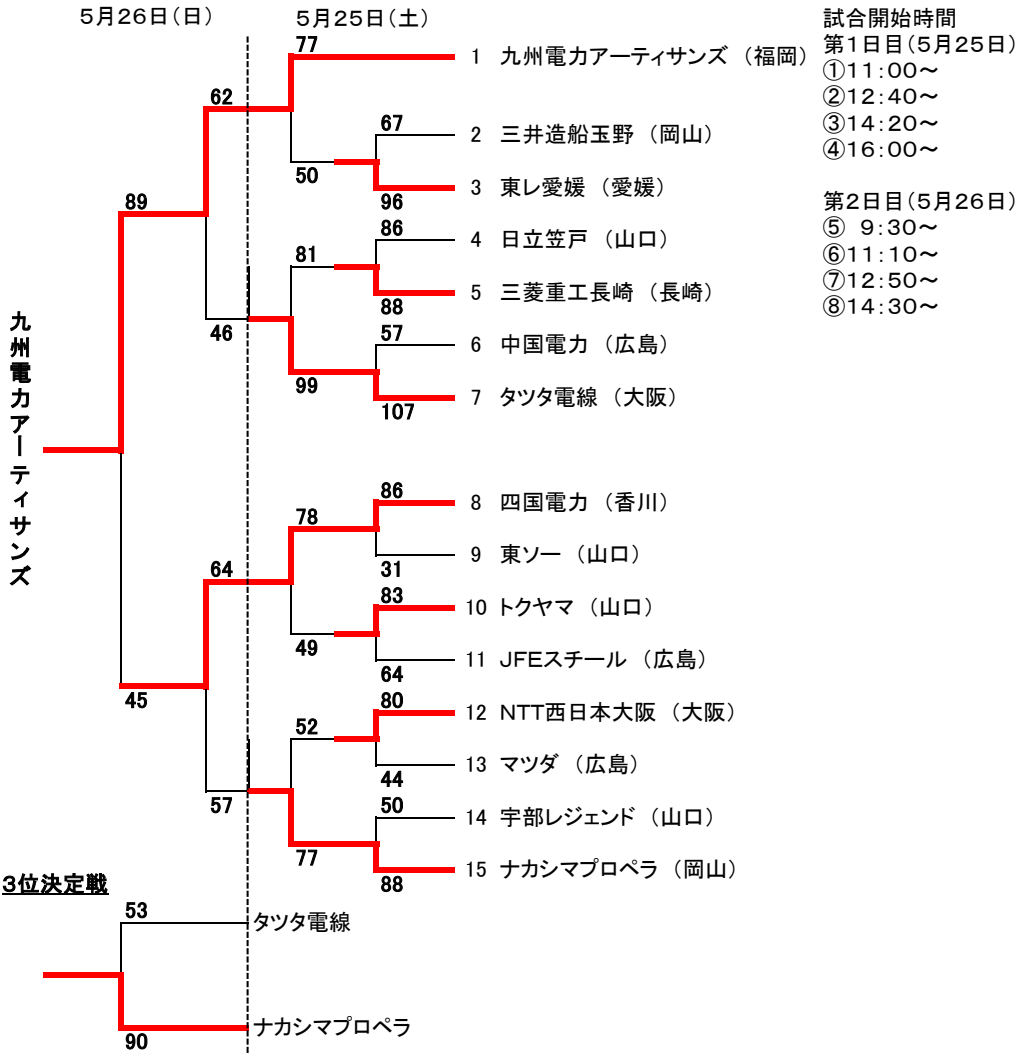 5月26日(日)
5月25日(土)
試合開始時間
第1日目(5月25日)
①11:00～
②12:40～
③14:20～
④16:00～
第2日目(5月26日)
⑤ 9:30～
⑥11:10～
⑦12:50～
⑧14:30～
77
1 九州電力アーティサンズ (福岡)
62
67
2 三井造船玉野 (岡山)
50
3 東レ愛媛 (愛媛)
96
89
86
4 日立笠戸 (山口)
81
5 三菱重工長崎 (長崎)
88
46
57
6 中国電力 (広島)
99
7 タツタ電線 (大阪)
107
九州電力アーティサンズ
86
8 四国電力 (香川)
78
9 東ソー (山口)
31
64
83
10 トクヤマ (山口)
49
11 JFEスチール (広島)
64
45
80
12 NTT西日本大阪 (大阪)
52
13 マツダ (広島)
44
57
50
14 宇部レジェンド (山口)
77
15 ナカシマプロペラ (岡山)
88
3位決定戦
53
タツタ電線
ナカシマプロペラ
90